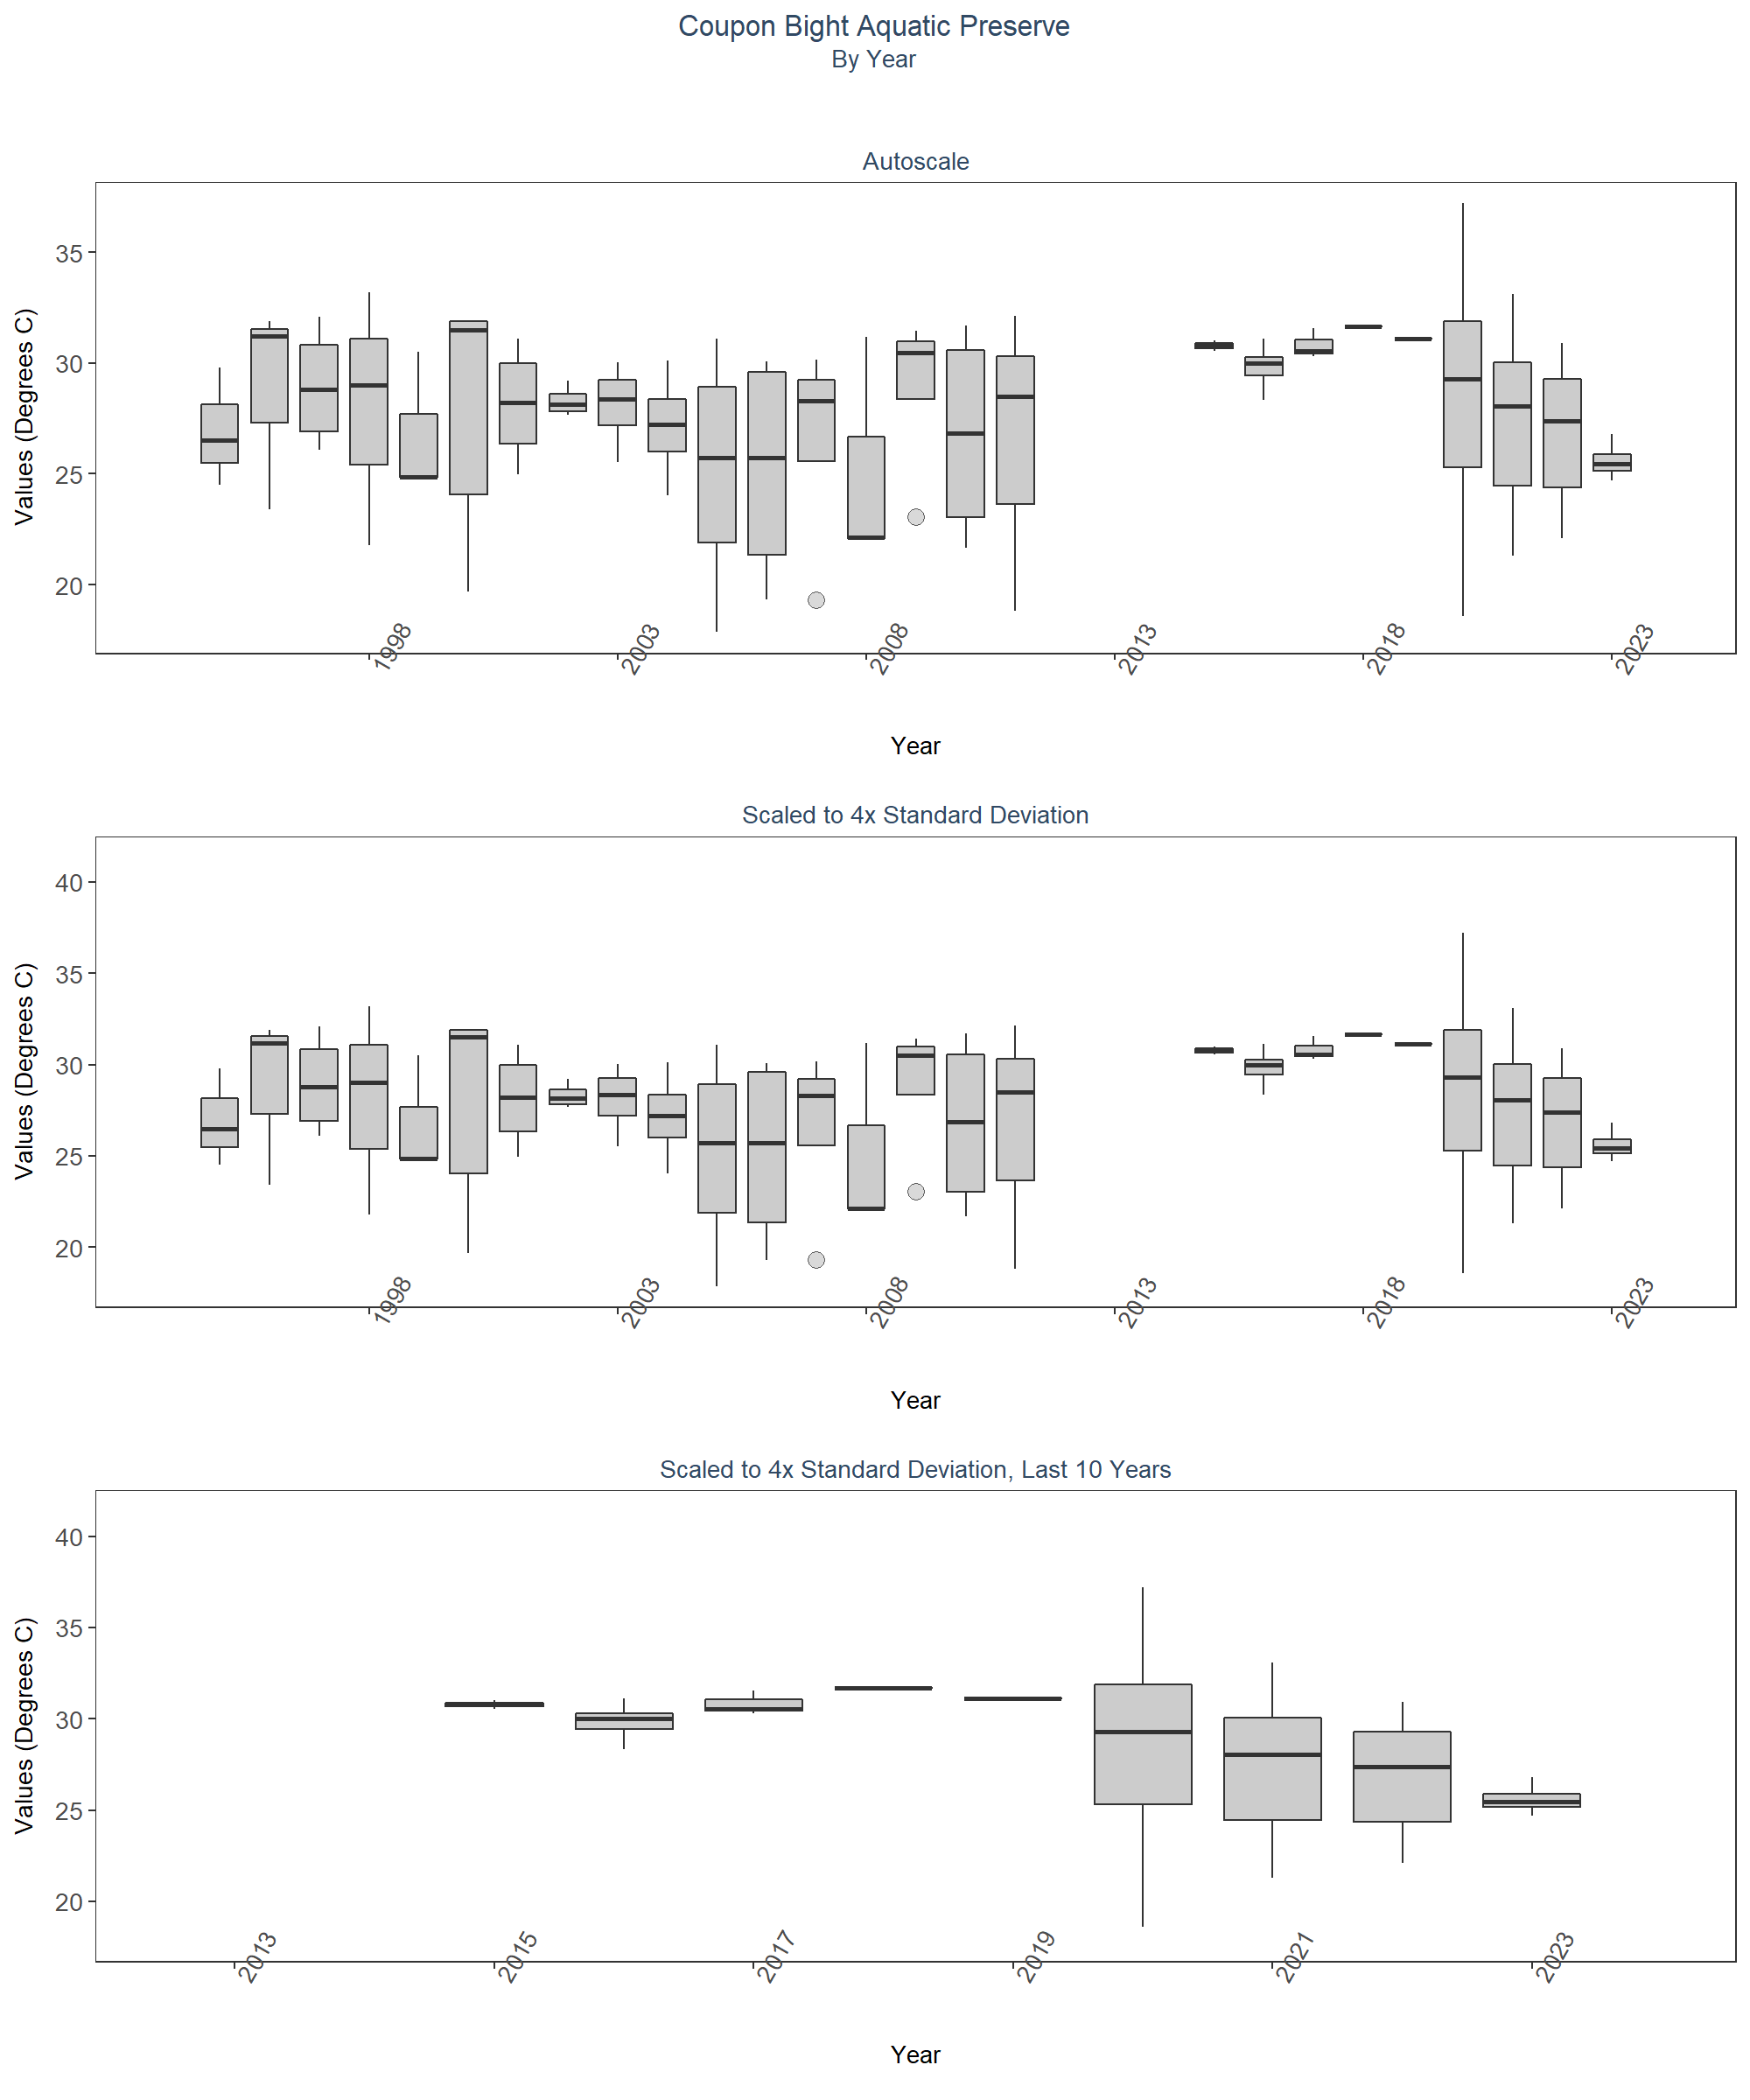 Coupon Bight Aquatic Preserve
By Year
Autoscale
Values (Degrees C)
35
30
25
20
1998
2003
2008
2013
2018
2023
Year
Scaled to 4x Standard Deviation
Values (Degrees C)
40
35
30
25
20
1998
2003
2008
2013
2018
2023
Year
Scaled to 4x Standard Deviation, Last 10 Years
Values (Degrees C)
40
35
30
25
20
2013
2015
2017
2019
2021
2023
Year